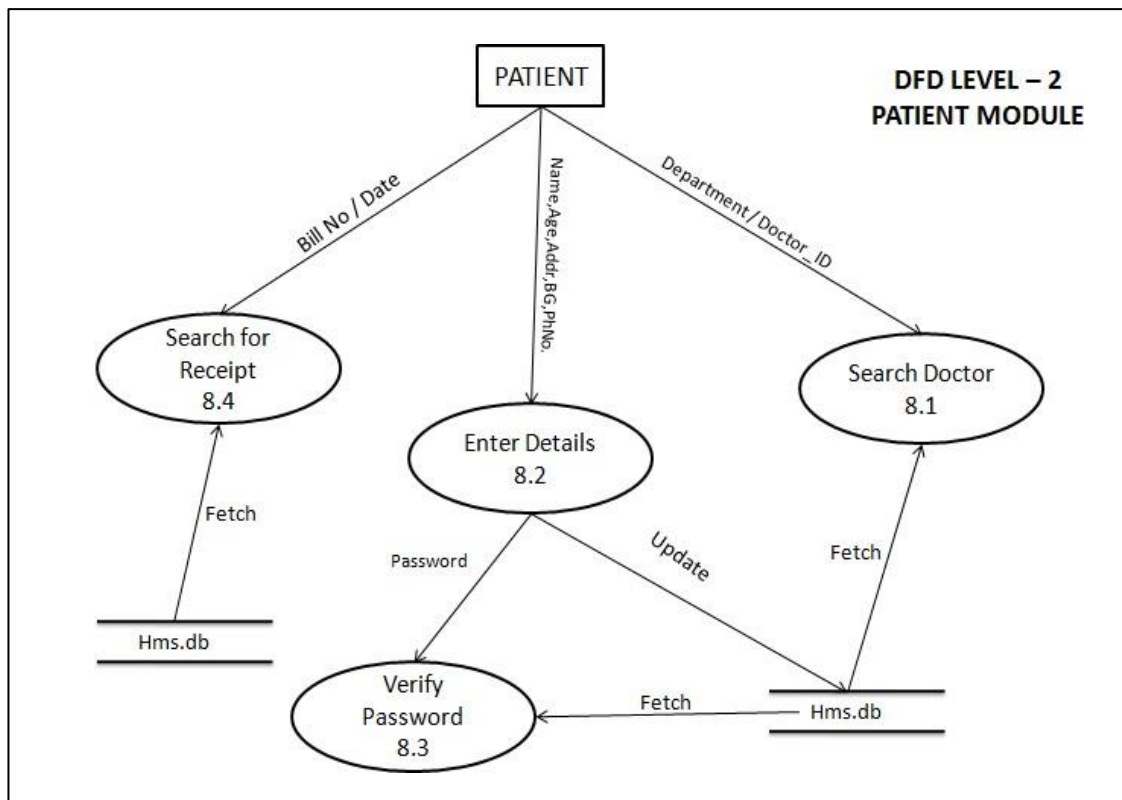 PATIENT
DFD LEVEL – 2
PATIENT MODULE
Bill No / Date
Name,Age,Addr,BG,PhNo.
Department / Doctor_ID
Search for
Receipt
8.4
Search Doctor
8.1
Enter Details
8.2
Fetch
Password
Update
Fetch
Hms.db
Verify
Password
8.3
Fetch
Hms.db